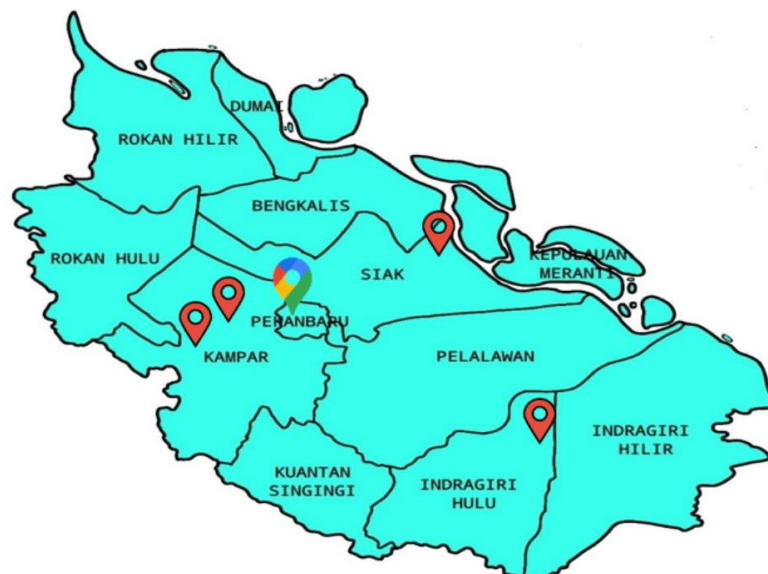 DUMAI
ROKAN HILIR
BENGKALIS
ROKAN HULU
SIAK
KEPULAUAN
MERANTI
PEKANBARU
KAMPAR
PELALAWAN
INDRAGIRI
HILIR
KUANTAN
SINGINGI
INDRAGIRI
HULU